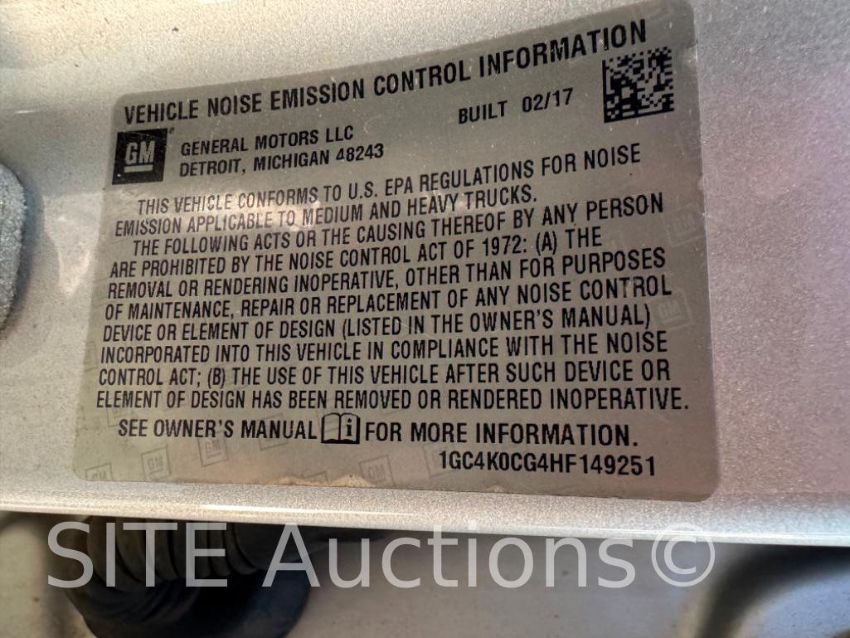 VEHICLE NOISE EMISSION CONTROL INFORMATION
GM®
GENERAL MOTORS LLC
DETROIT, MICHIGAN 48243
BUILT 02/17
THIS VEHICLE CONFORMS TO U.S. EPA REGULATIONS FOR NOISE
EMISSION APPLICABLE TO MEDIUM AND HEAVY TRUCKS.
THE FOLLOWING ACTS OR THE CAUSING THEREOF BY ANY PERSON
ARE PROHIBITED BY THE NOISE CONTROL ACT OF 1972: (A) THE
REMOVAL OR RENDERING INOPERATIVE, OTHER THAN FOR PURPOSES
OF MAINTENANCE, REPAIR OR REPLACEMENT OF ANY NOISE CONTROL
DEVICE OR ELEMENT OF DESIGN (LISTED IN THE OWNER'S MANUAL)
INCORPORATED INTO THIS VEHICLE IN COMPLIANCE WITH THE NOISE
CONTROL ACT; (B) THE USE OF THIS VEHICLE AFTER SUCH DEVICE OR
ELEMENT OF DESIGN HAS BEEN REMOVED OR RENDERED INOPERATIVE.
SEE OWNER'S MANUAL i FOR MORE INFORMATION.
1GC4K0CG4HF149251
SITE Auctions©